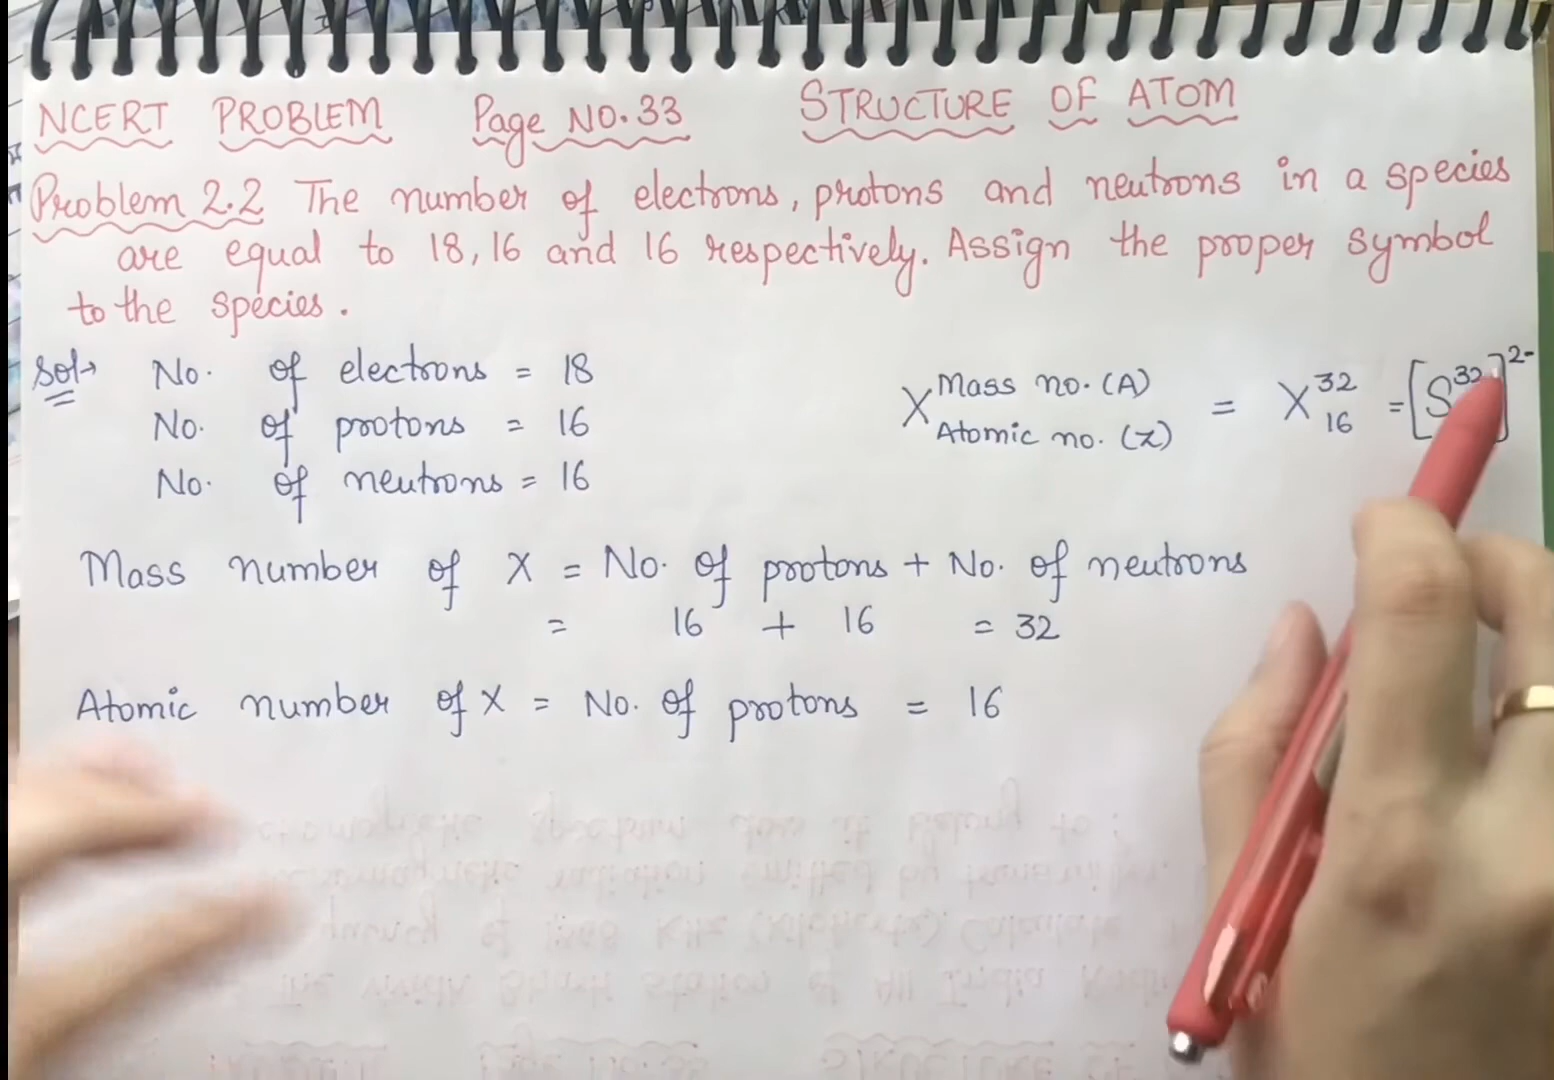 NCERT PROBLEM Page NO.33 STRUCTURE OF ATOM
Problem 2.2 The number of electrons, protons and neutrons in a species
are equal to 18, 16 and 16 respectively. Assign the proper symbol
to the species.
Sol→ No. of electrons = 18
No. of protons = 16
No. of neutrons = 16
X Mass no. (A) Atomic no. (z) = X 32 16 = [S 32]2-
Mass number of X = No. of protons + No. of neutrons
= 16 + 16 = 32
Atomic number of X = No. of protons = 16